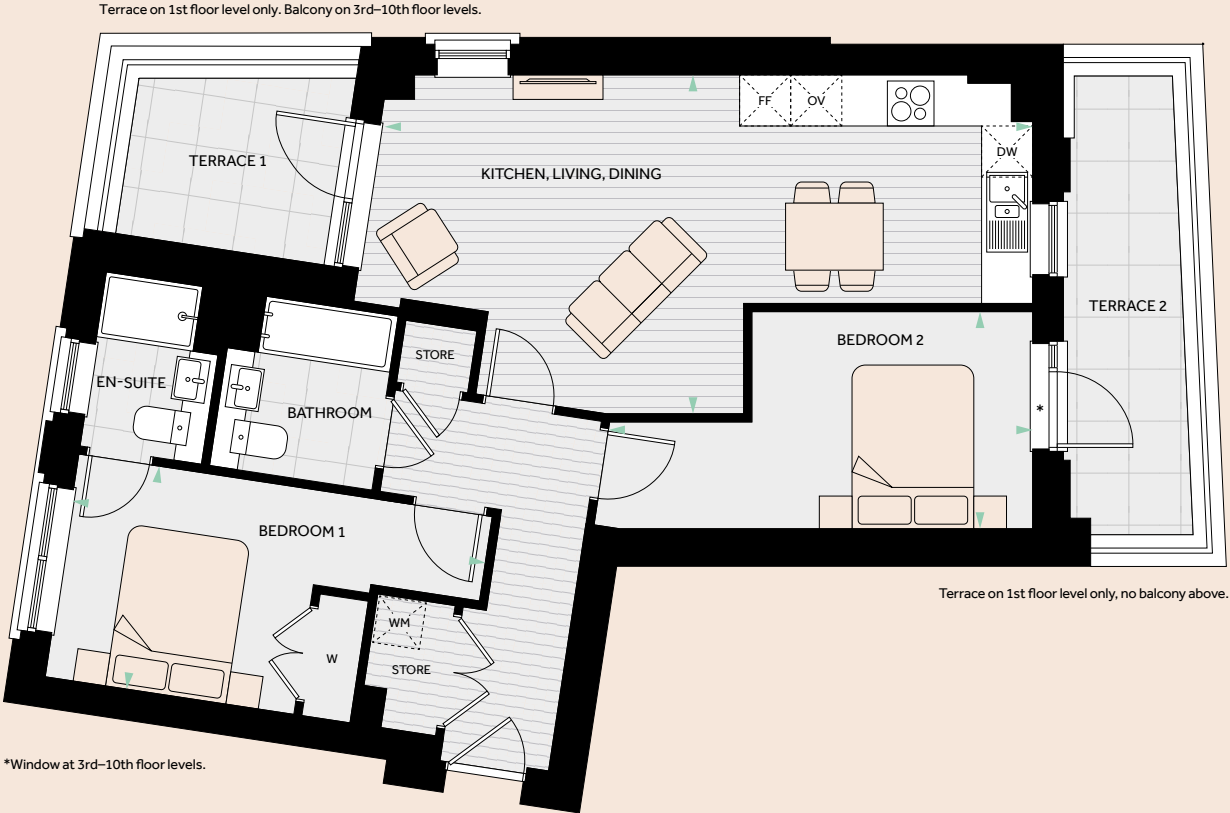 Terrace on 1st floor level only. Balcony on 3rd–10th floor levels.
FF
OV
DW
TERRACE 1
KITCHEN, LIVING, DINING
TERRACE 2
BEDROOM 2
STORE
EN-SUITE
BATHROOM
*
BEDROOM 1
Terrace on 1st floor level only, no balcony above.
WM
W
STORE
*Window at 3rd–10th floor levels.